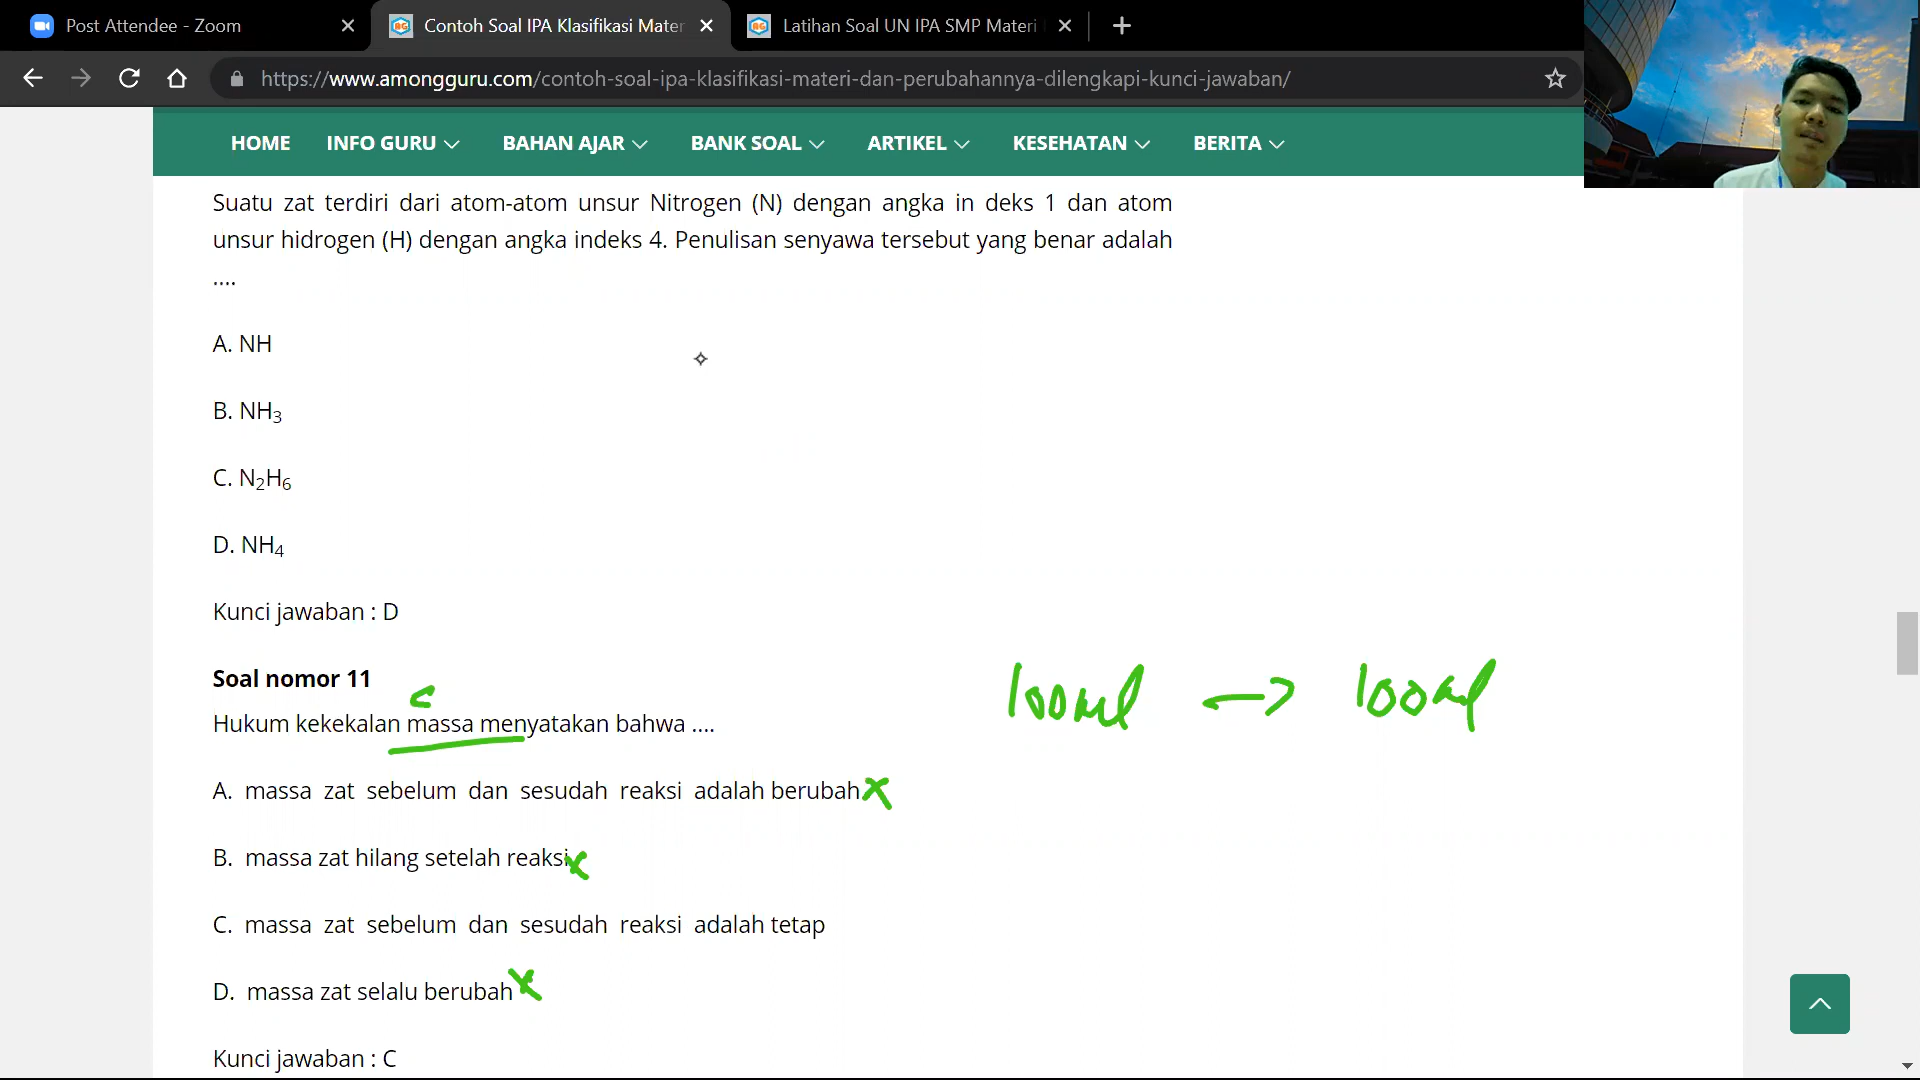 Post Attendee - Zoom
Contoh Soal IPA Klasifikasi Mater
Latihan Soal UN IPA SMP Materi
https://www.amongguru.com/contoh-soal-ipa-klasifikasi-materi-dan-perubahannya-dilengkapi-kunci-jawaban/
HOME INFO GURU BAHAN AJAR BANK SOAL ARTIKEL KESEHATAN BERITA
Suatu zat terdiri dari atom-atom unsur Nitrogen (N) dengan angka in deks 1 dan atom
unsur hidrogen (H) dengan angka indeks 4. Penulisan senyawa tersebut yang benar adalah
....
A. NH
B. NH₃
C. N₂H₆
D. NH₄
Kunci jawaban : D
Soal nomor 11
c
Hukum kekekalan massa menyatakan bahwa ....
100ml ↔ 100ml
A. massa zat sebelum dan sesudah reaksi adalah berubah x
B. massa zat hilang setelah reaksi x
C. massa zat sebelum dan sesudah reaksi adalah tetap
D. massa zat selalu berubah x
Kunci jawaban : C